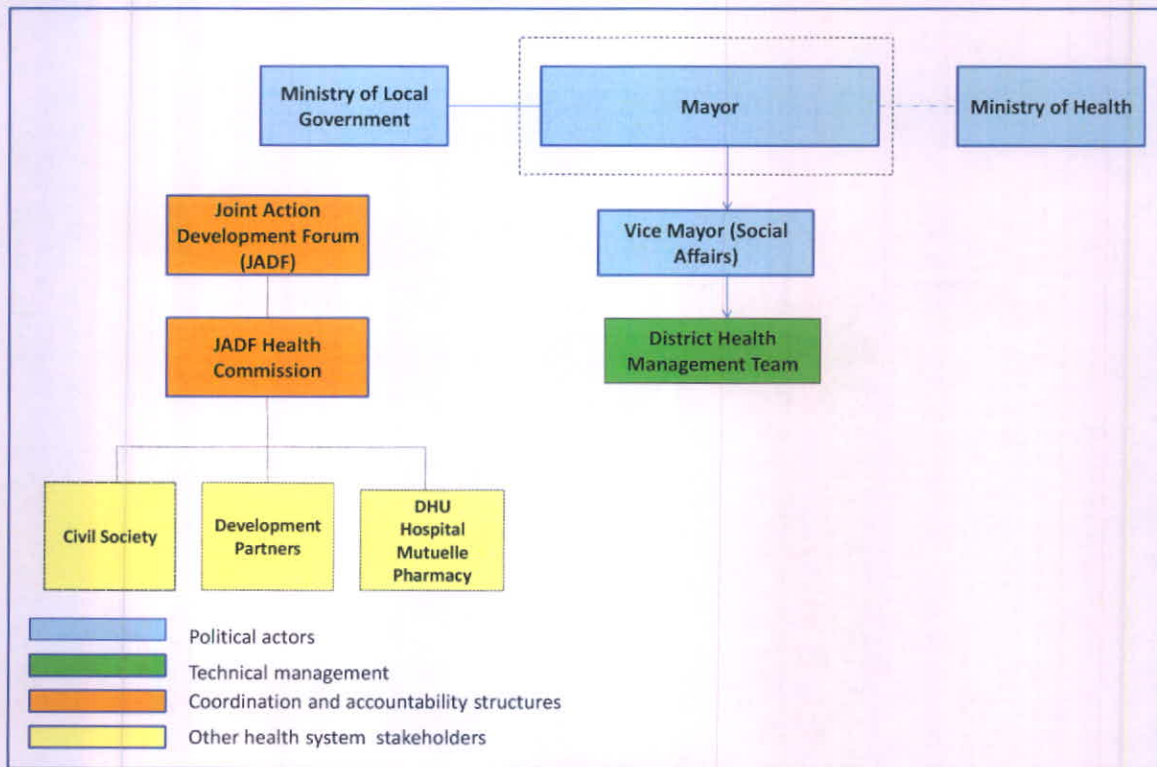 Ministry of Local
Government
Mayor
Ministry of Health
Joint Action
Development Forum
(JADF)
Vice Mayor (Social
Affairs)
JADF Health
Commission
District Health
Management Team
Civil Society
Development
Partners
DHU
Hospital
Mutuelle
Pharmacy
Political actors
Technical management
Coordination and accountability structures
Other health system stakeholders